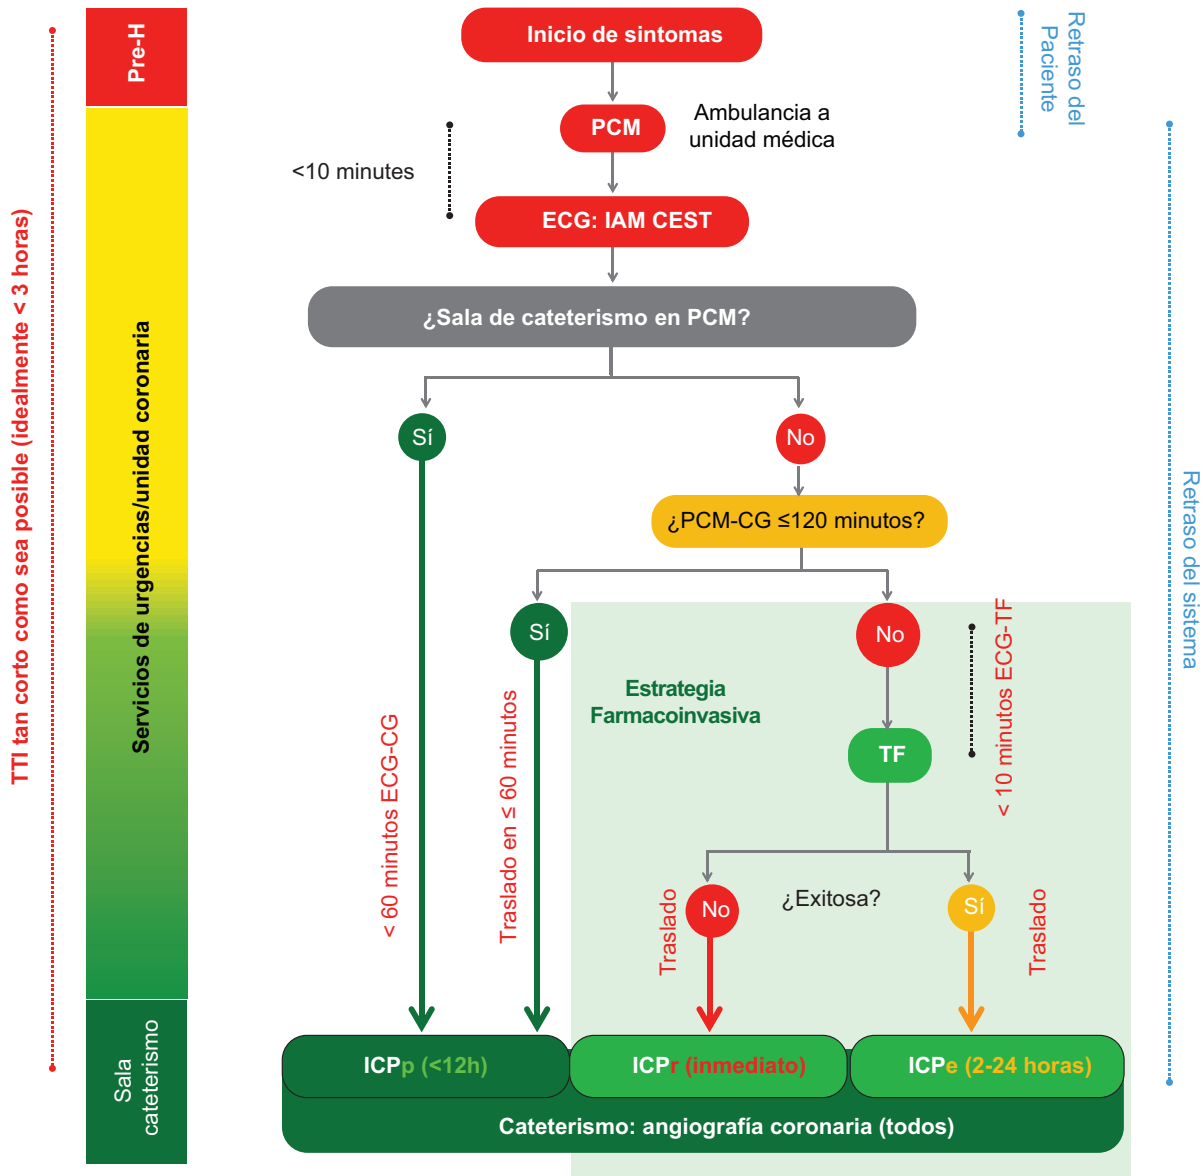 Inicio de sintomas
Pre-H
Retraso del
Paciente
PCM
Ambulancia a
unidad médica
<10 minutes
ECG: IAM CEST
¿Sala de cateterismo en PCM?
Sí
No
¿PCM-CG ≤120 minutos?
TTI tan corto como sea posible (idealmente < 3 horas)
Servicios de urgencias/unidad coronaria
Retraso del sistema
Sí
No
< 10 minutos ECG-TF
Estrategia
Farmacoinvasiva
TF
< 60 minutos ECG-CG
Traslado en ≤ 60 minutos
Traslado
No
¿Exitosa?
Sí
Traslado
Sala
cateterismo
ICPp (<12h)
ICPr (inmediato)
ICPe (2-24 horas)
Cateterismo: angiografía coronaria (todos)